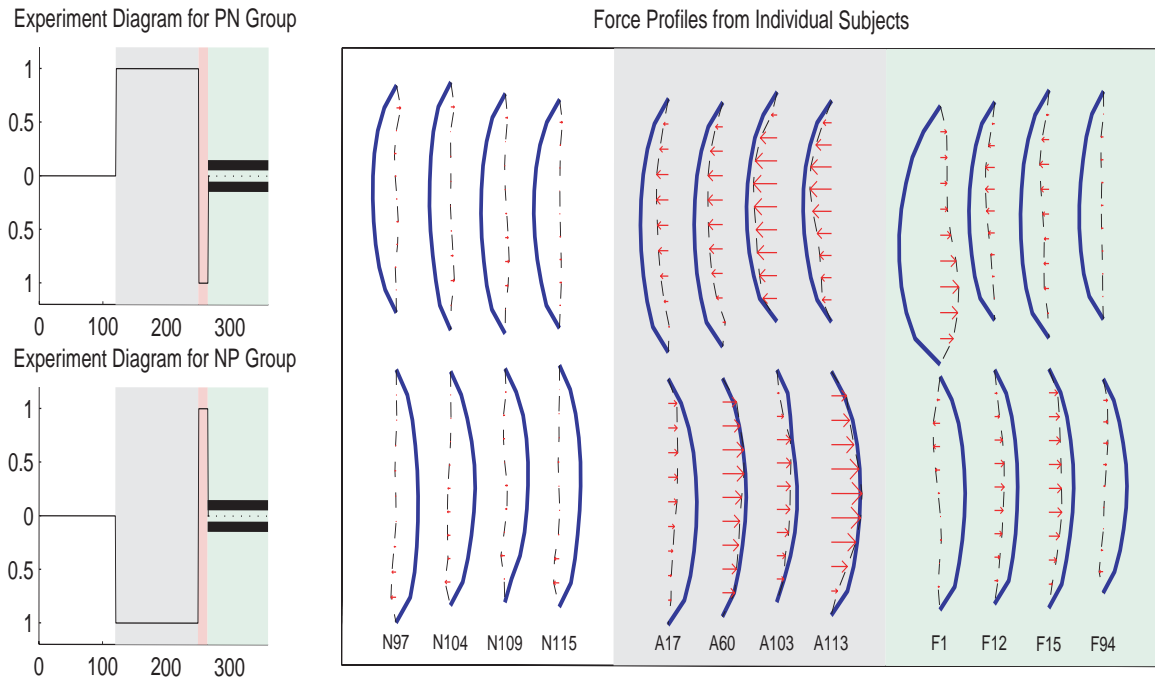 Experiment Diagram for PN Group
Force Profiles from Individual Subjects
1
0.5
0
0.5
1
0 100 200 300
Experiment Diagram for NP Group
1
0.5
0
0.5
1
0 100 200 300
N97 N104 N109 N115 A17 A60 A103 A113 F1 F12 F15 F94